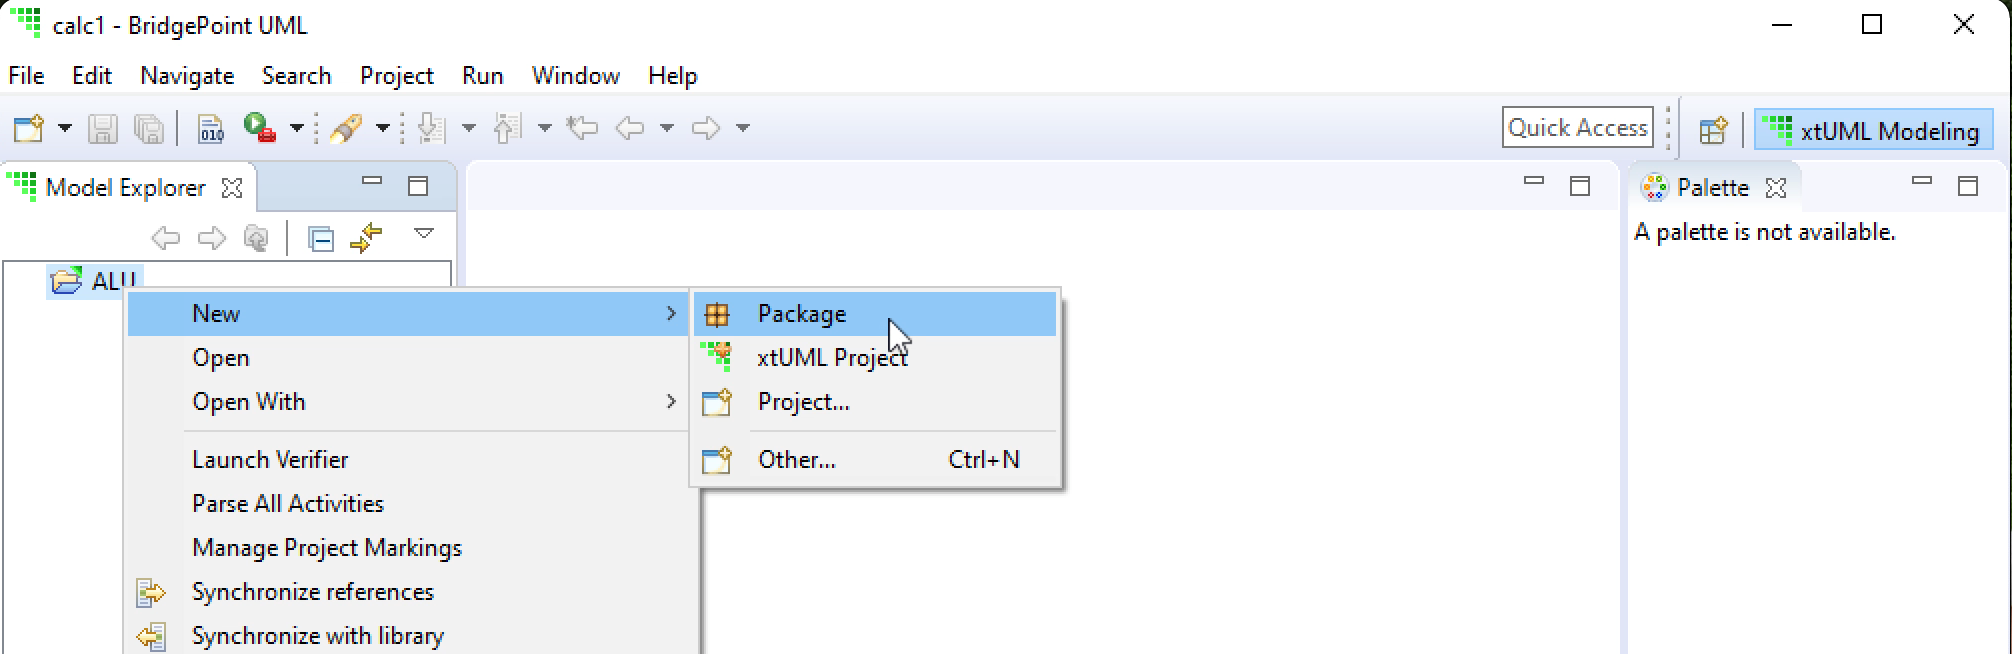 calc1 - BridgePoint UML
File Edit Navigate Search Project Run Window Help
010
Quick Access
xtUML Modeling
Model Explorer
Palette
A palette is not available.
ALU
New
Open
Open With
Launch Verifier
Parse All Activities
Manage Project Markings
Synchronize references
Synchronize with library
Package
xtUML Project
Project...
Other... Ctrl+N